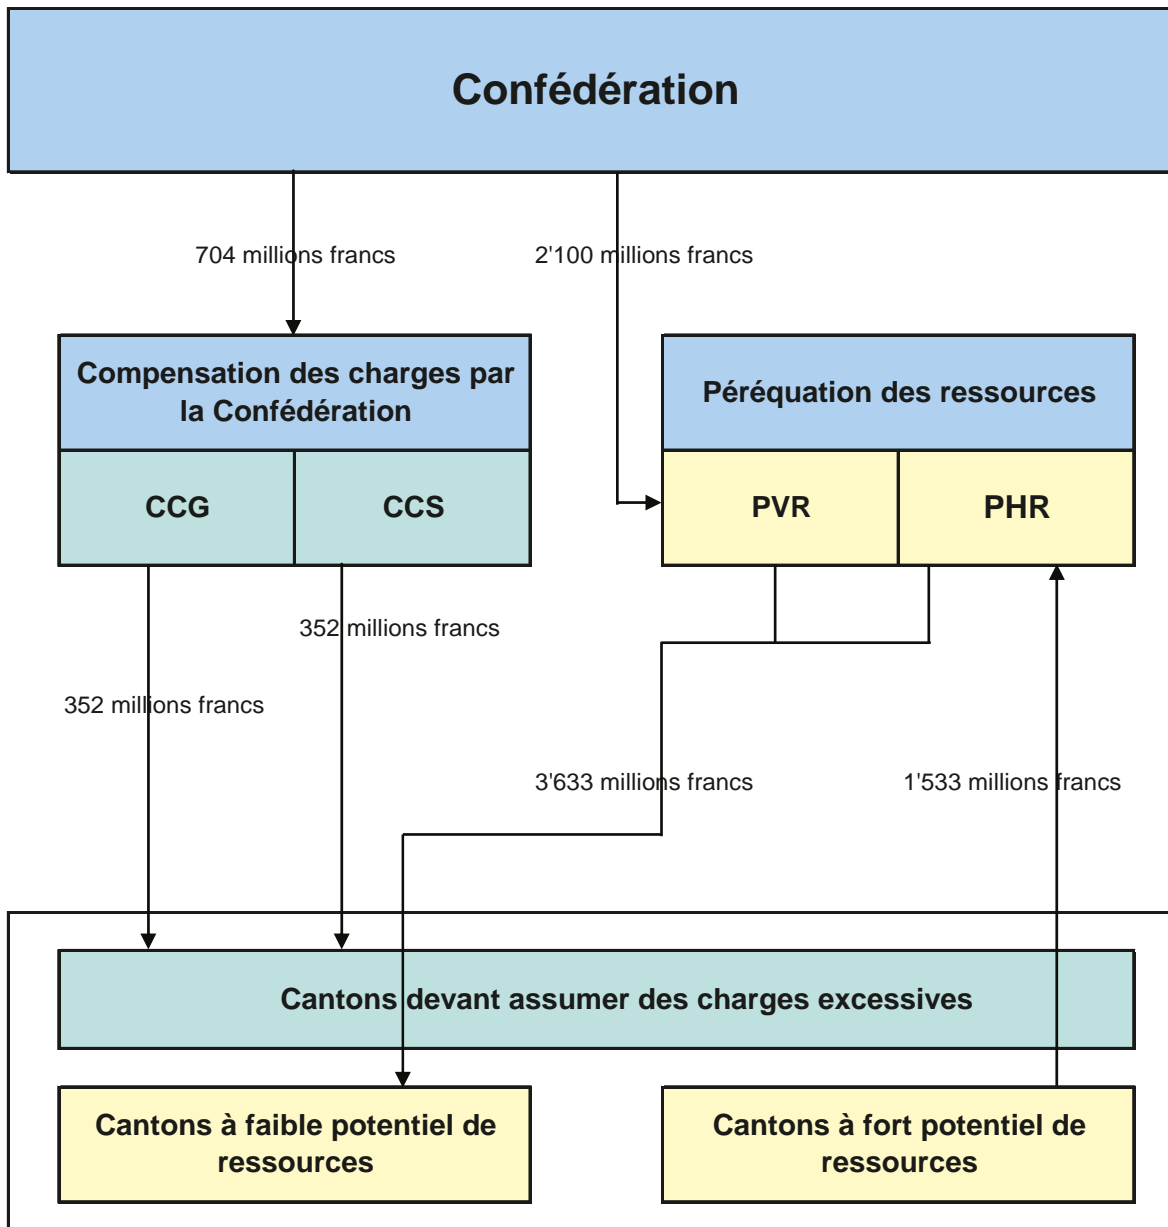 Confédération
704 millions francs
2'100 millions francs
Compensation des charges par
la Confédération
Péréquation des ressources
CCG
CCS
PVR
PHR
352 millions francs
352 millions francs
3'633 millions francs
1'533 millions francs
Cantons devant assumer des charges excessives
Cantons à faible potentiel de
ressources
Cantons à fort potentiel de
ressources